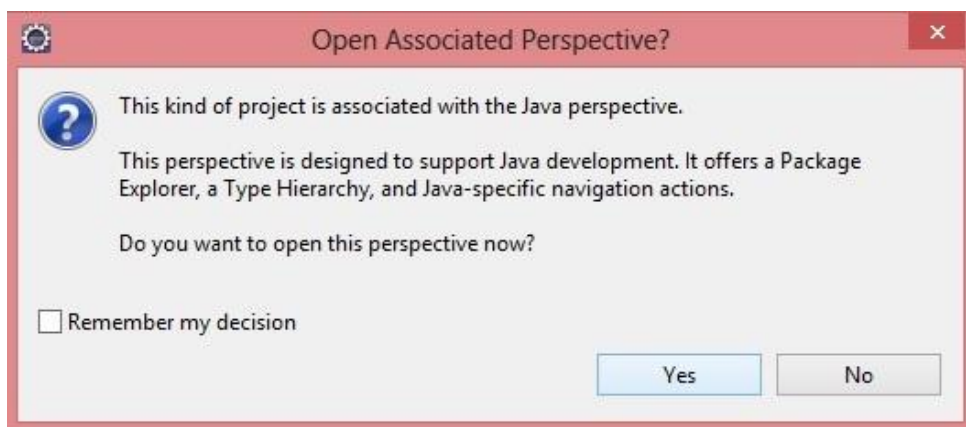 Open Associated Perspective?
This kind of project is associated with the Java perspective.
This perspective is designed to support Java development. It offers a Package
Explorer, a Type Hierarchy, and Java-specific navigation actions.
Do you want to open this perspective now?
Remember my decision
Yes
No